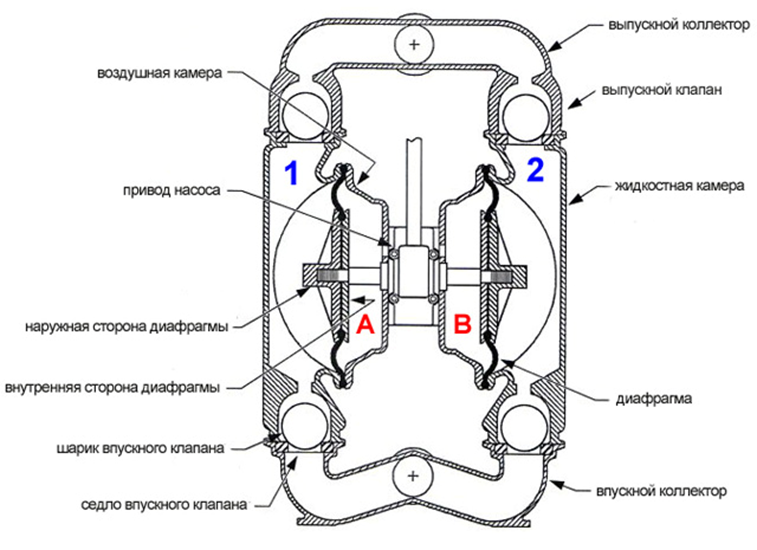 выпускной коллектор
воздушная камера
выпускной клапан
1
2
привод насоса
жидкостная камера
A
B
наружная сторона диафрагмы
внутренняя сторона диафрагмы
диафрагма
шарик впускного клапана
седло впускного клапана
впускной коллектор